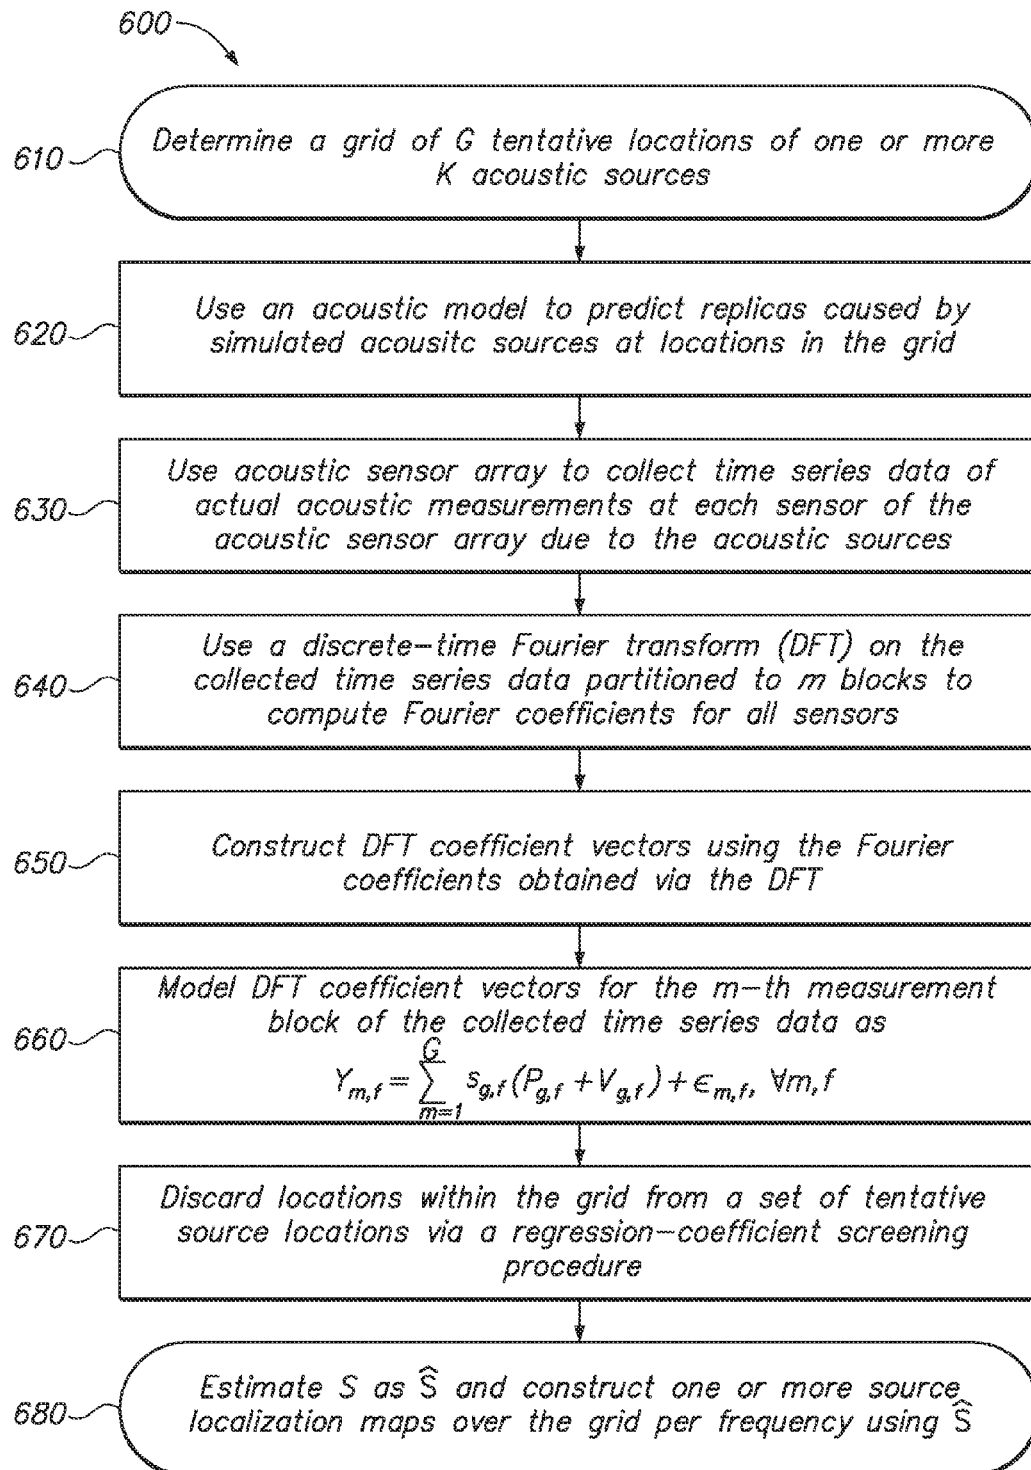 600
610
Determine a grid of G tentative locations of one or more
K acoustic sources
620
Use an acoustic model to predict replicas caused by
simulated acousitc sources at locations in the grid
630
Use acoustic sensor array to collect time series data of
actual acoustic measurements at each sensor of the
acoustic sensor array due to the acoustic sources
640
Use a discrete-time Fourier transform (DFT) on the
collected time series data partitioned to m blocks to
compute Fourier coefficients for all sensors
650
Construct DFT coefficient vectors using the Fourier
coefficients obtained via the DFT
660
Model DFT coefficient vectors for the m-th measurement
block of the collected time series data as
Y_{m,f} = \sum_{m=1}^{G} s_{g,f} (P_{g,f} + V_{g,f}) + ϵ_{m,f}, ∀m,f
670
Discard locations within the grid from a set of tentative
source locations via a regression-coefficient screening
procedure
680
Estimate S as Ŝ and construct one or more source
localization maps over the grid per frequency using Ŝ